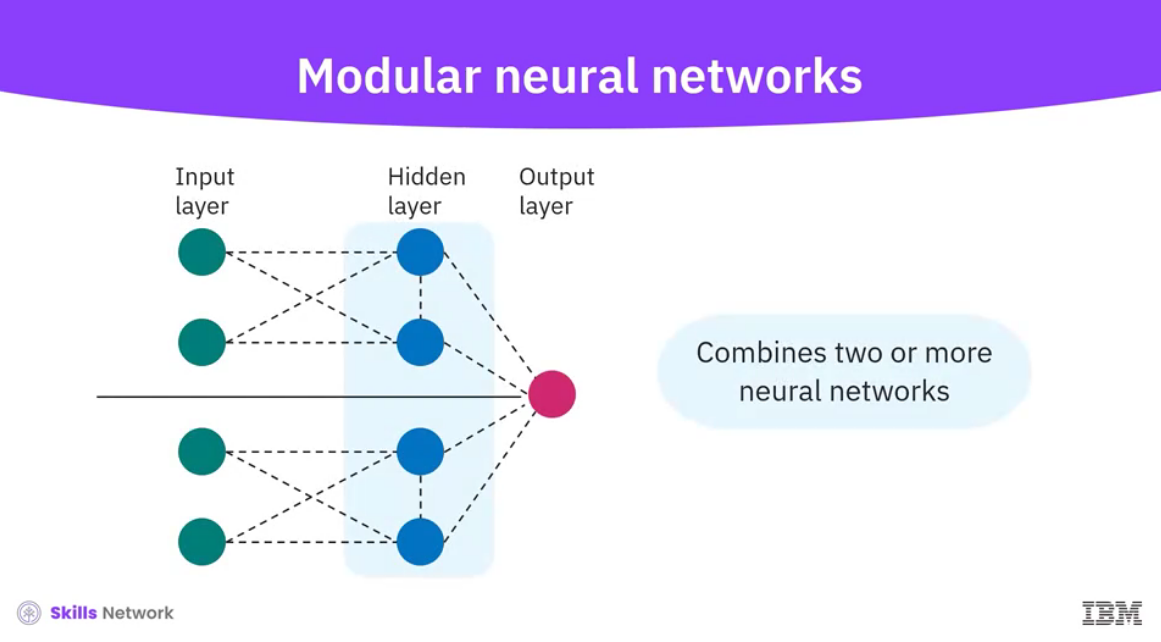 Modular neural networks
Input
layer
Hidden
layer
Output
layer
Combines two or more
neural networks
Skills Network
IBM